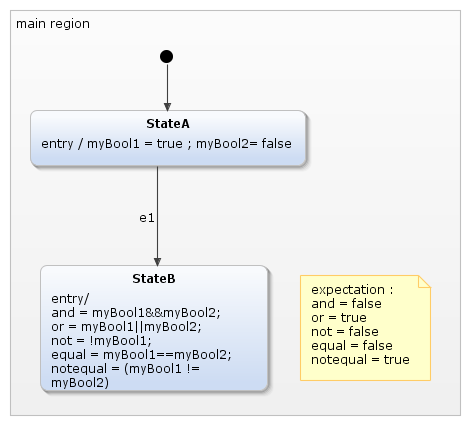 main region
StateA
entry / myBool1 = true ; myBool2= false
e1
StateB
entry/
and = myBool1&&myBool2;
or = myBool1||myBool2;
not = !myBool1;
equal = myBool1==myBool2;
notequal = (myBool1 !=
myBool2)
expectation :
and = false
or = true
not = false
equal = false
notequal = true